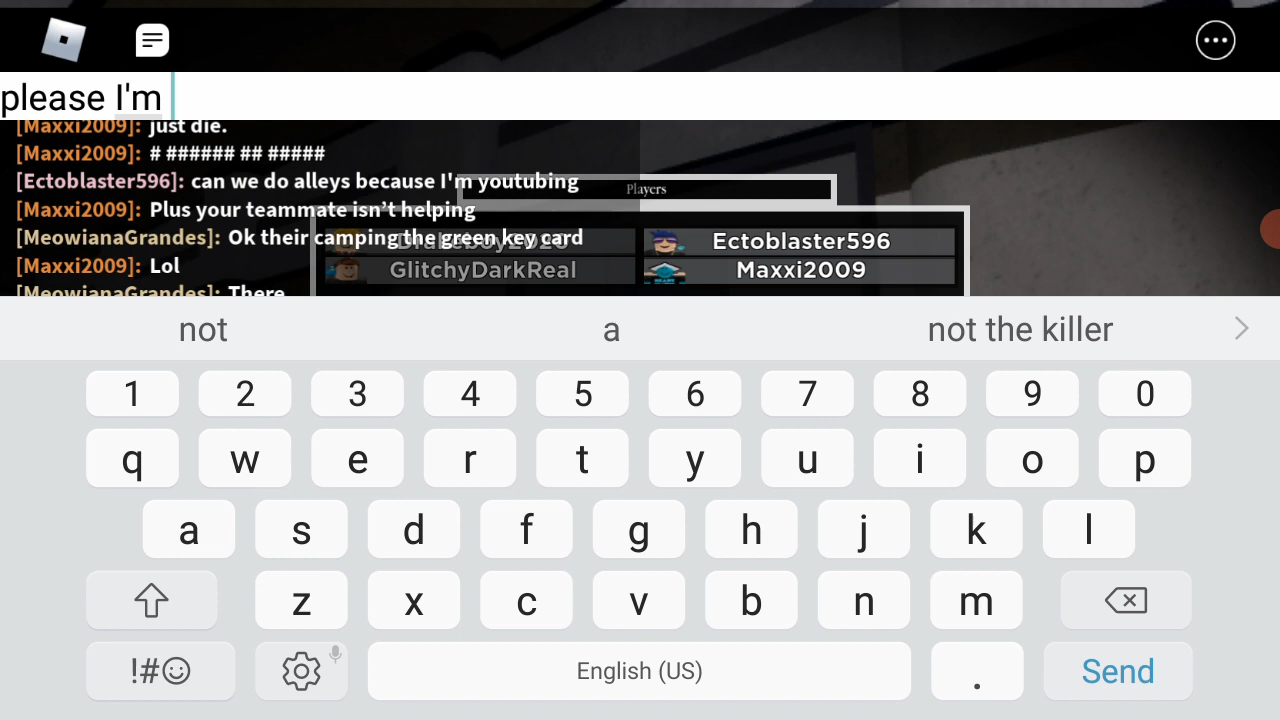 please I'm
[Maxxi2009]: just die.
[Maxxi2009]: # ###### ## #####
[Ectoblaster596]: can we do alleys because I'm youtubing
Players
[Maxxi2009]: Plus your teammate isn't helping
[MeowianaGrandes]: Ok their camping the green key card
Ectoblaster596
[Maxxi2009]: Lol
GlitchyDarkReal
Maxxi2009
[MeowianaGrandes]: There
not a not the killer
1 2 3 4 5 6 7 8 9 0
q w e r t y u i o p
a s d f g h j k l
z x c v b n m
!#☺ English (US) . Send